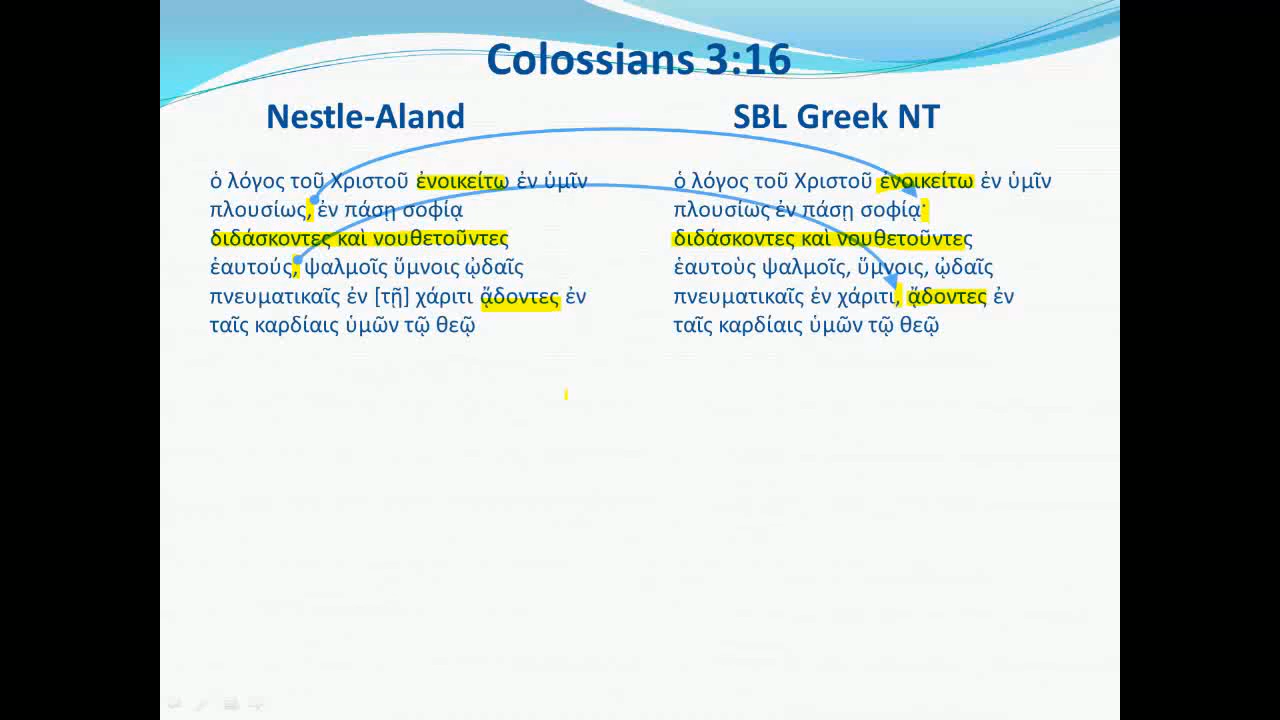 Colossians 3:16
Nestle-Aland
ὁ λόγος τοῦ Χριστοῦ ἐνοικείτω ἐν ὑμῖν
πλουσίως, ἐν πάσῃ σοφίᾳ
διδάσκοντες καὶ νουθετοῦντες
ἑαυτούς, ψαλμοῖς ὕμνοις ᾠδαῖς
πνευματικαῖς ἐν [τῇ] χάριτι ᾄδοντες ἐν
ταῖς καρδίαις ὑμῶν τῷ θεῷ
SBL Greek NT
ὁ λόγος τοῦ Χριστοῦ ἐνοικείτω ἐν ὑμῖν
πλουσίως ἐν πάσῃ σοφίᾳ·
διδάσκοντες καὶ νουθετοῦντες
ἑαυτοὺς ψαλμοῖς, ὕμνοις, ᾠδαῖς
πνευματικαῖς ἐν χάριτι, ᾄδοντες ἐν
ταῖς καρδίαις ὑμῶν τῷ θεῷ